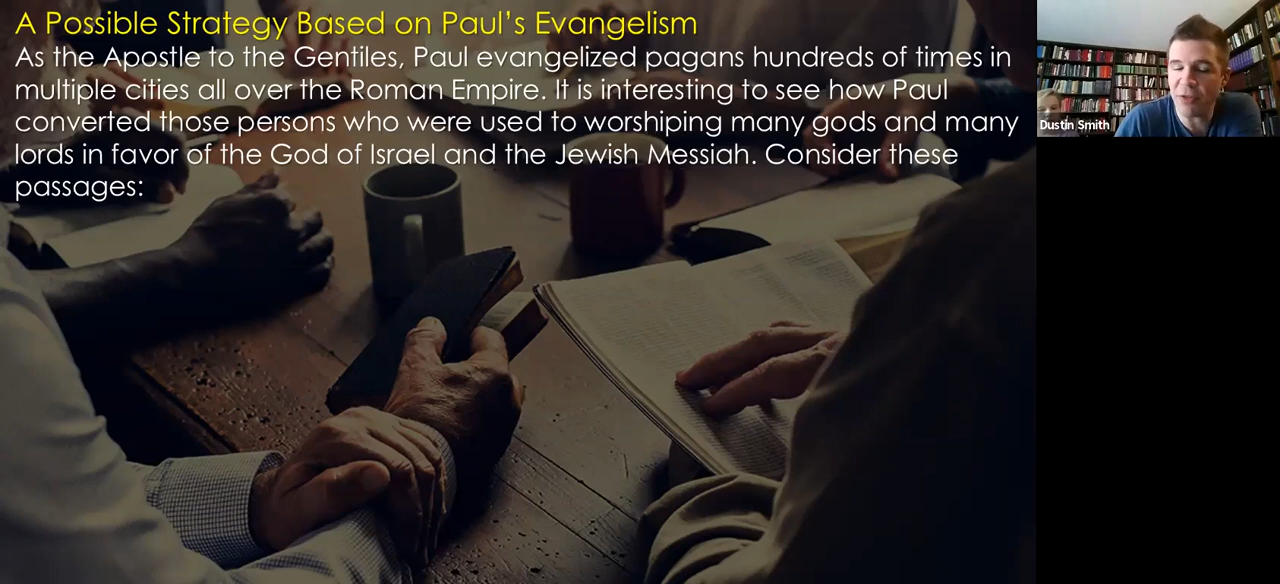 A Possible Strategy Based on Paul’s Evangelism
As the Apostle to the Gentiles, Paul evangelized pagans hundreds of times in
multiple cities all over the Roman Empire. It is interesting to see how Paul
converted those persons who were used to worshiping many gods and many
lords in favor of the God of Israel and the Jewish Messiah. Consider these
passages:
Dustin Smith